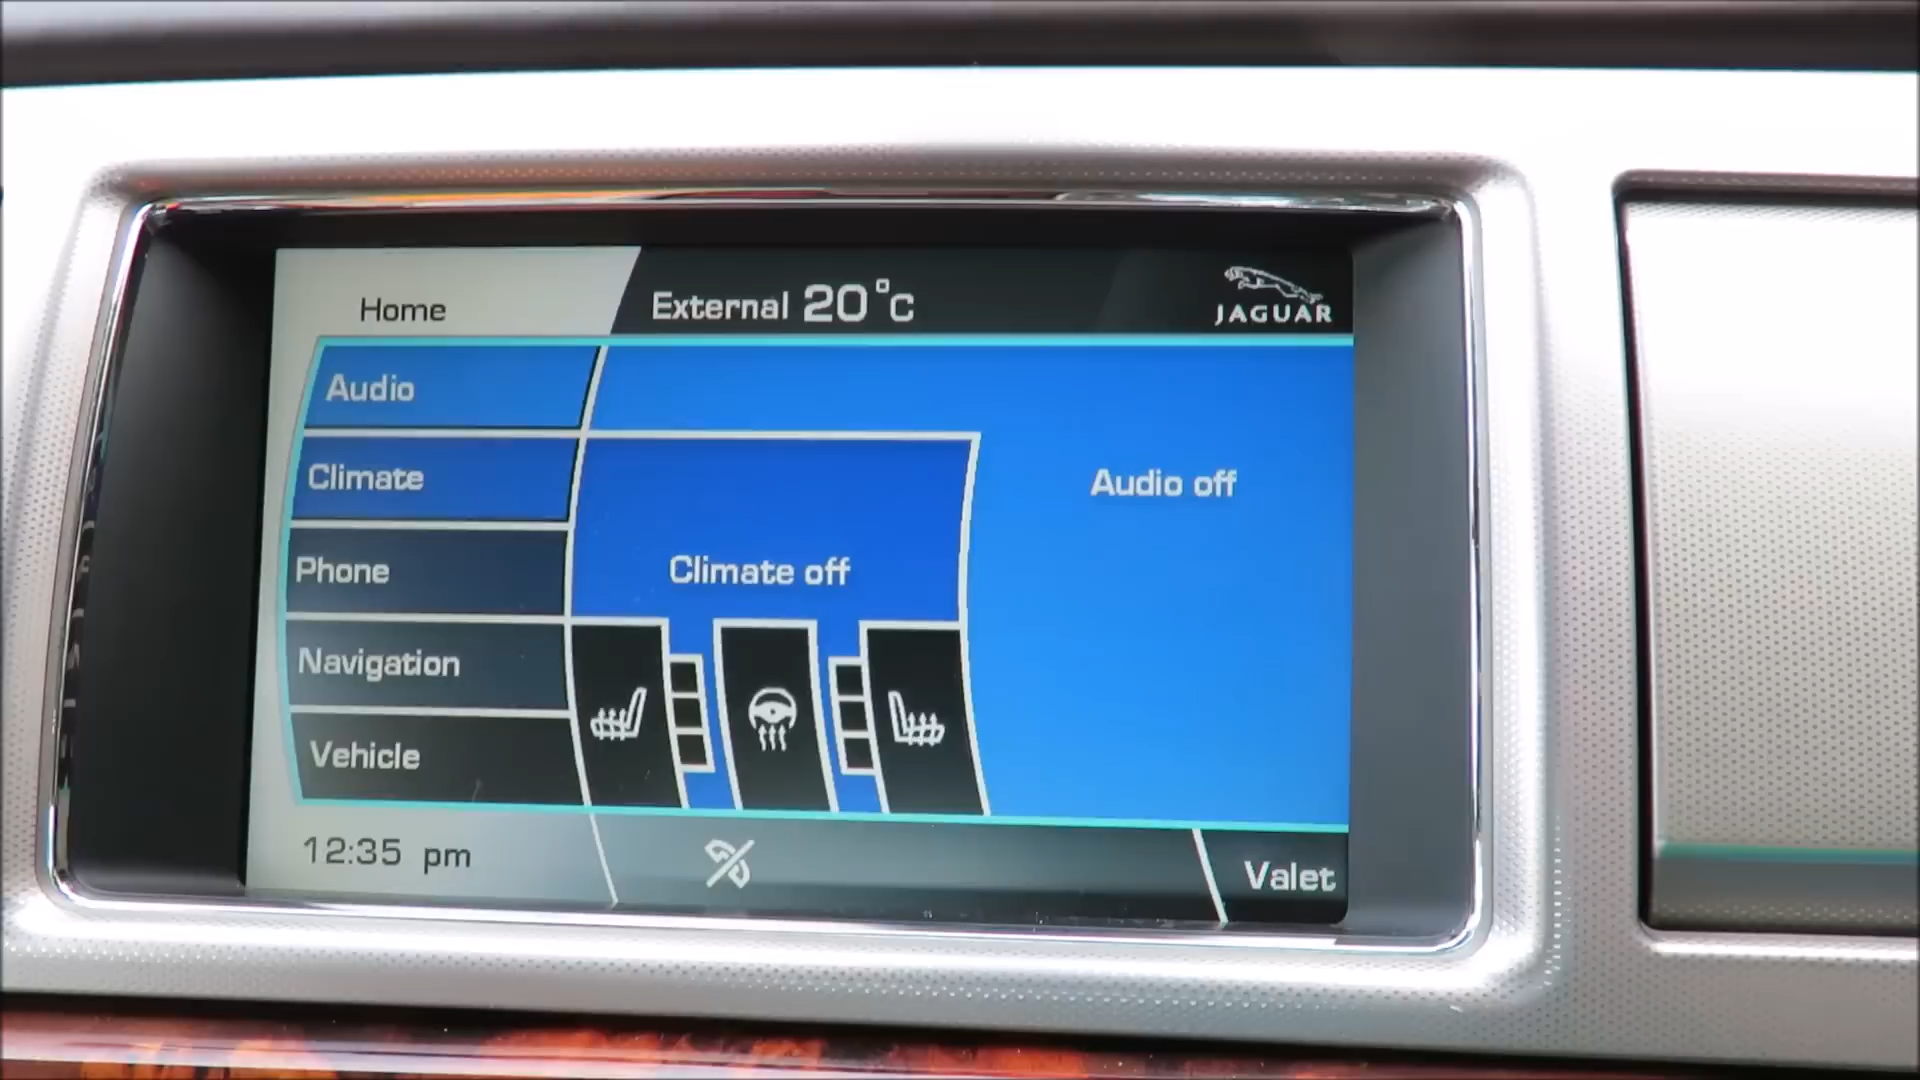 Home
External 20°C
JAGUAR
Audio
Climate
Phone
Navigation
Vehicle
Audio off
Climate off
12:35 pm
Valet